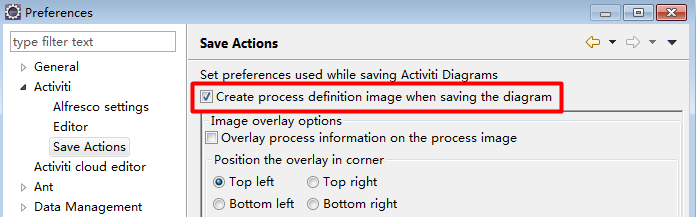 Preferences
type filter text
General
Activiti
Alfresco settings
Editor
Save Actions
Activiti cloud editor
Ant
Data Management
Save Actions
Set preferences used while saving Activiti Diagrams
Create process definition image when saving the diagram
Image overlay options
Overlay process information on the process image
Position the overlay in corner
Top left Top right
Bottom left Bottom right